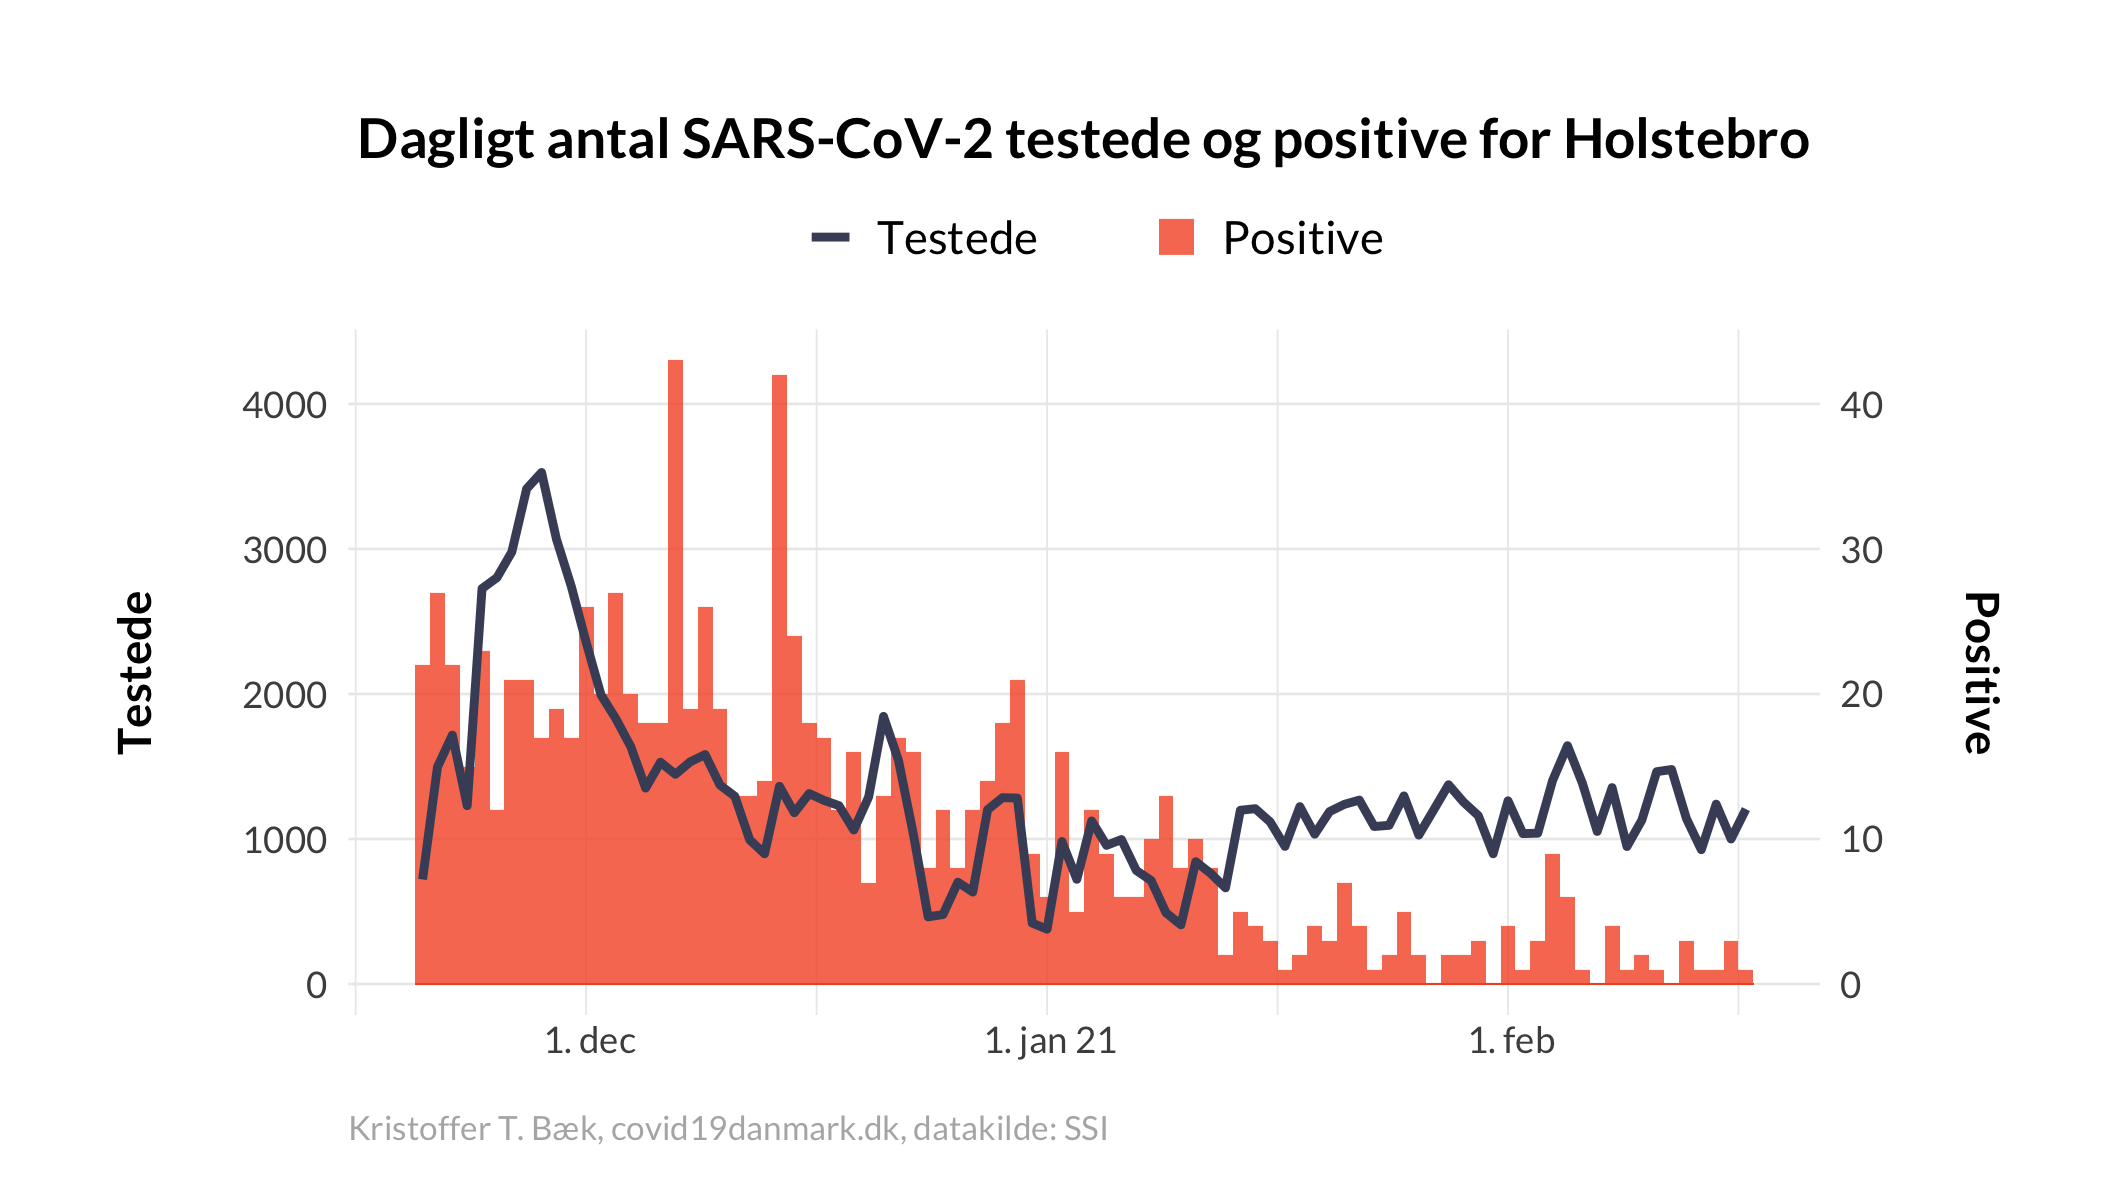 Dagligt antal SARS-CoV-2 testede og positive for Holstebro
Testede Positive
4000 40
3000 30
2000 20
1000 10
0 0
Testede
Positive
1. dec 1. jan 21 1. feb
Kristoffer T. Bæk, covid19danmark.dk, datakilde: SSI